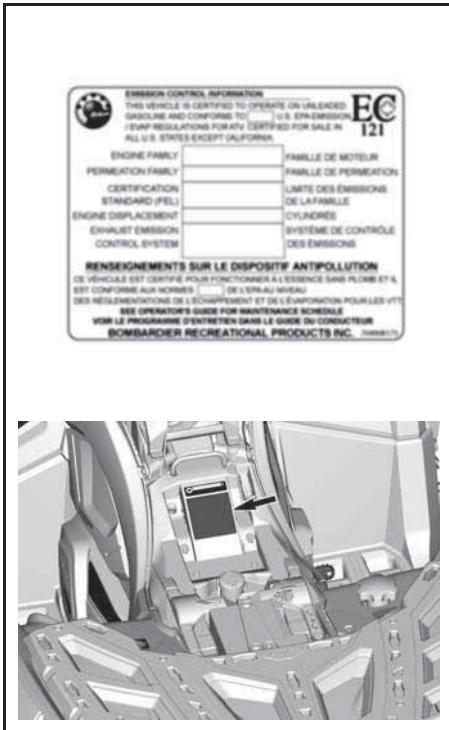 EMISSION CONTROL INFORMATION
THIS VEHICLE IS CERTIFIED TO OPERATE ON UNLEADED
GASOLINE AND CONFORMS TO U.S. EPA EMISSION
/ EVAP REGULATIONS FOR ATV. CERTIFIED FOR SALE IN
ALL U.S. STATES EXCEPT CALIFORNIA
EC
121
ENGINE FAMILY FAMILLE DE MOTEUR
PERMEATION FAMILY FAMILLE DE PERMÉATION
CERTIFICATION LIMITE DES ÉMISSIONS
STANDARD (FEL) DE LA FAMILLE
ENGINE DISPLACEMENT CYLINDRÉE
EXHAUST EMISSION SYSTÈME DE CONTRÔLE
CONTROL SYSTEM DES ÉMISSIONS
RENSEIGNEMENTS SUR LE DISPOSITIF ANTIPOLLUTION
CE VÉHICULE EST CERTIFIÉ POUR FONCTIONNER À L'ESSENCE SANS PLOMB ET IL
EST CONFORME AUX NORMES DE L'EPA AU NIVEAU
DES RÉGLEMENTATIONS DE L'ÉCHAPPEMENT ET DE L'ÉVAPORATION POUR LES VTT
SEE OPERATOR'S GUIDE FOR MAINTENANCE SCHEDULE
VOIR LE PROGRAMME D'ENTRETIEN DANS LE GUIDE DU CONDUCTEUR
BOMBARDIER RECREATIONAL PRODUCTS INC.